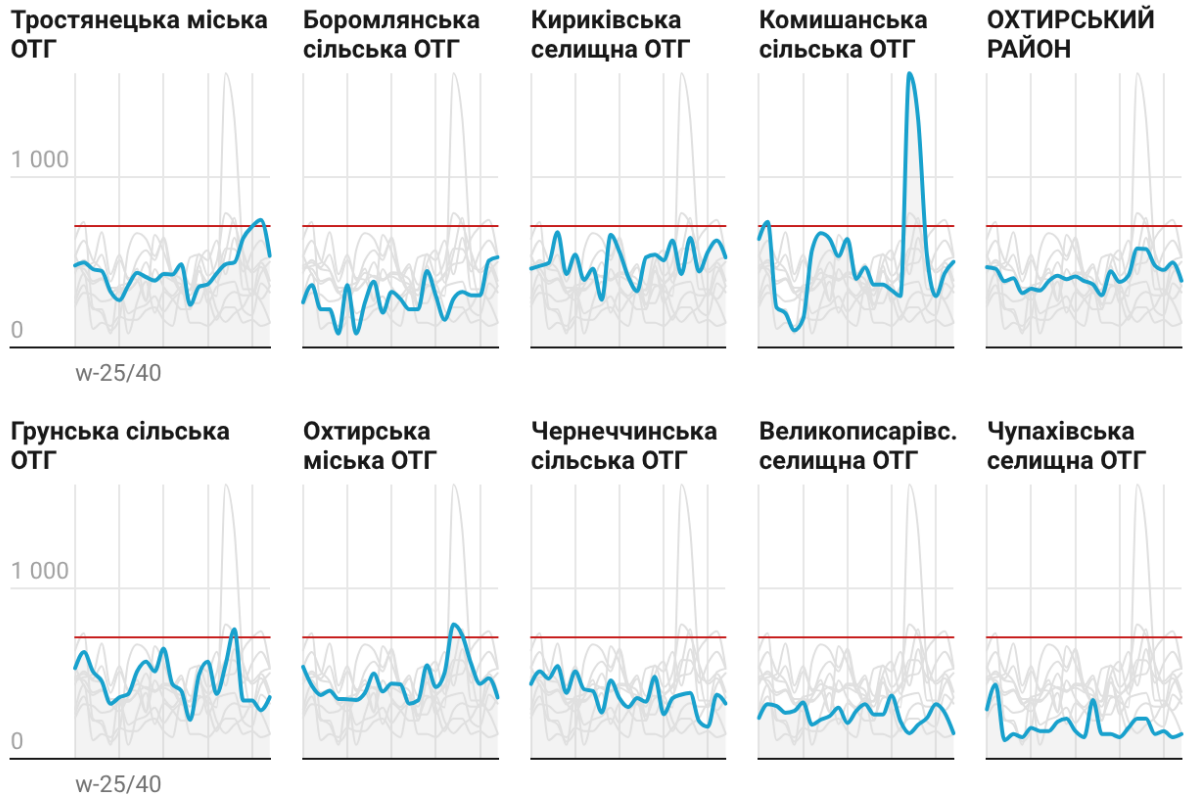 Тростянецька міська
ОТГ
Боромлянська
сільська ОТГ
Кириківська
селищна ОТГ
Комишанська
сільська ОТГ
ОХТИРСЬКИЙ
РАЙОН
1 000
0
w-25/40
Грунська сільська
ОТГ
Охтирська
міська ОТГ
Чернеччинська
сільська ОТГ
Великописарівс.
селищна ОТГ
Чупахівська
селищна ОТГ
1 000
0
w-25/40